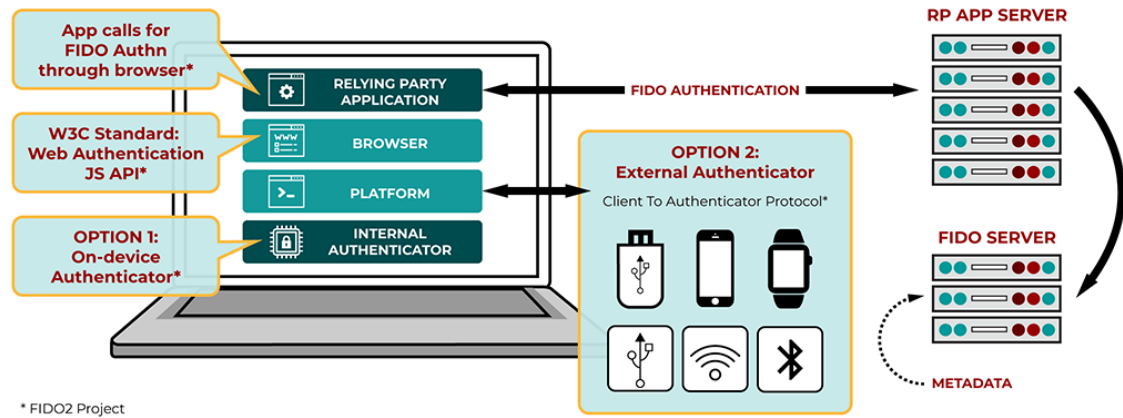 App calls for
FIDO Authn
through browser*
W3C Standard:
Web Authentication
JS API*
OPTION 1:
On-device
Authenticator*
RELYING PARTY
APPLICATION
WWW
BROWSER
PLATFORM
INTERNAL
AUTHENTICATOR
FIDO AUTHENTICATION
OPTION 2:
External Authenticator
Client To Authenticator Protocol*
RP APP SERVER
FIDO SERVER
METADATA
* FIDO2 Project